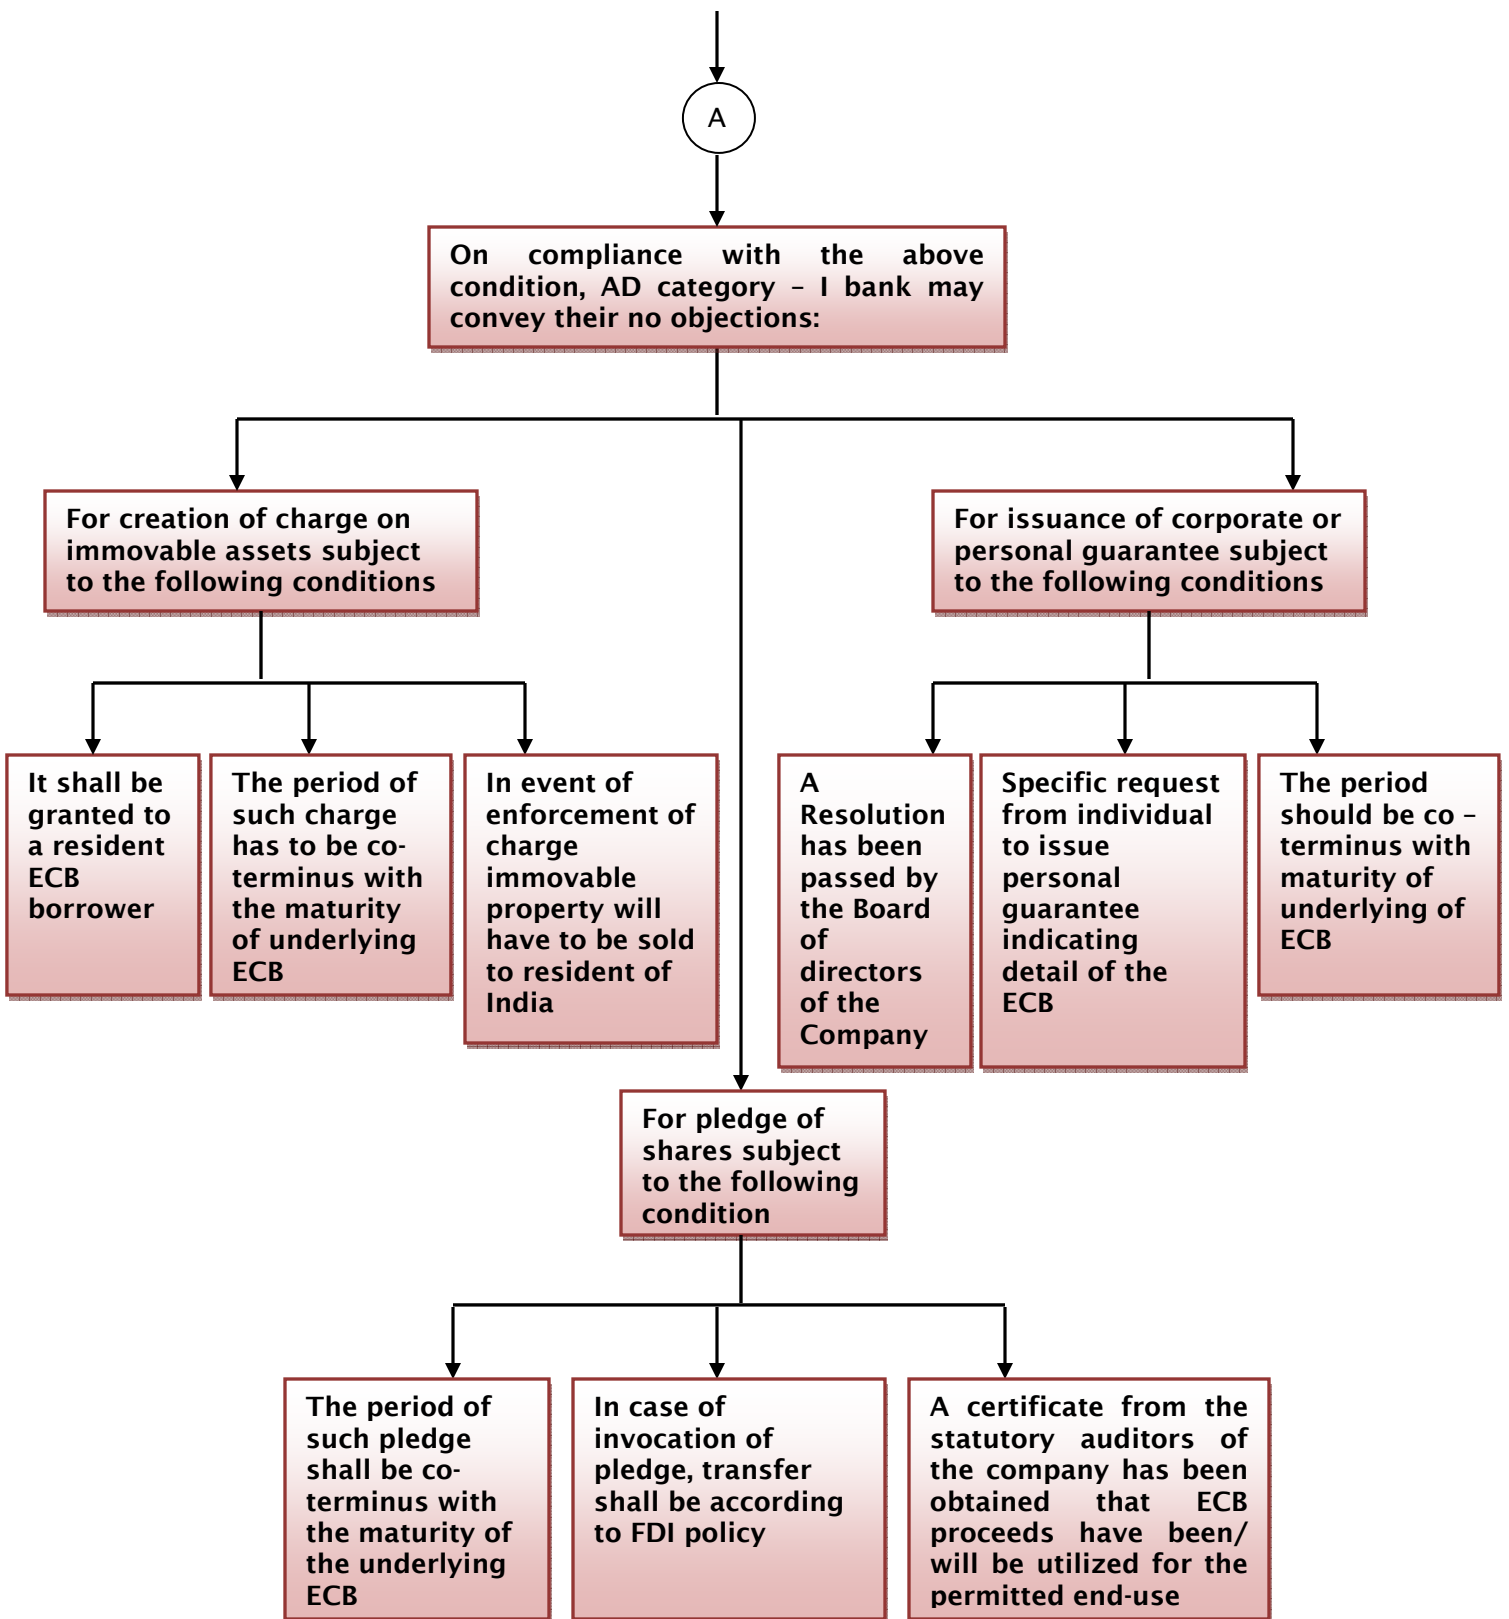 A
On compliance with the above
condition, AD category – I bank may
convey their no objections:
For creation of charge on
immovable assets subject
to the following conditions
For issuance of corporate or
personal guarantee subject
to the following conditions
It shall be
granted to
a resident
ECB
borrower
The period of
such charge
has to be co-
terminus with
the maturity
of underlying
ECB
In event of
enforcement of
charge
immovable
property will
have to be sold
to resident of
India
A
Resolution
has been
passed by
the Board
of
directors
of the
Company
Specific request
from individual
to issue
personal
guarantee
indicating
detail of the
ECB
The period
should be co –
terminus with
maturity of
underlying of
ECB
For pledge of
shares subject
to the following
condition
The period of
such pledge
shall be co-
terminus with
the maturity of
the underlying
ECB
In case of
invocation of
pledge, transfer
shall be according
to FDI policy
A certificate from the
statutory auditors of
the company has been
obtained that ECB
proceeds have been/
will be utilized for the
permitted end-use